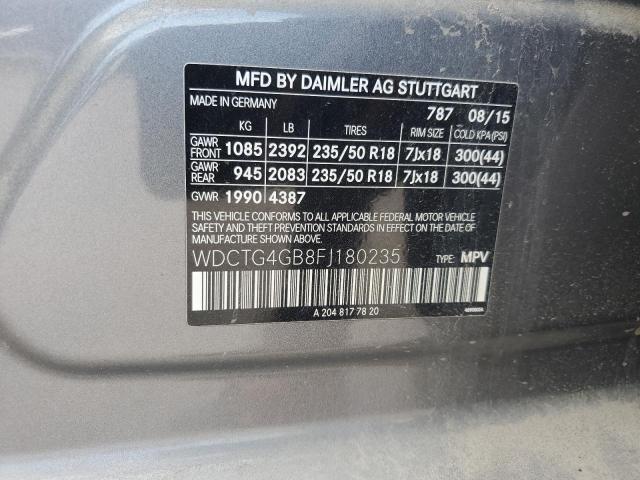 MFD BY DAIMLER AG STUTTGART
MADE IN GERMANY 787 08/15
KG LB TIRES RIM SIZE COLD KPA(PSI)
GAWR FRONT 1085 2392 235/50 R18 7Jx18 300(44)
GAWR REAR 945 2083 235/50 R18 7Jx18 300(44)
GVWR 1990 4387
THIS VEHICLE CONFORMS TO ALL APPLICABLE FEDERAL MOTOR VEHICLE
SAFETY AND THEFT PREVENTION STANDARDS IN EFFECT ON THE DATE
OF MANUFACTURE SHOWN ABOVE.
WDCTG4GB8FJ180235 TYPE: MPV
A 204 817 78 20